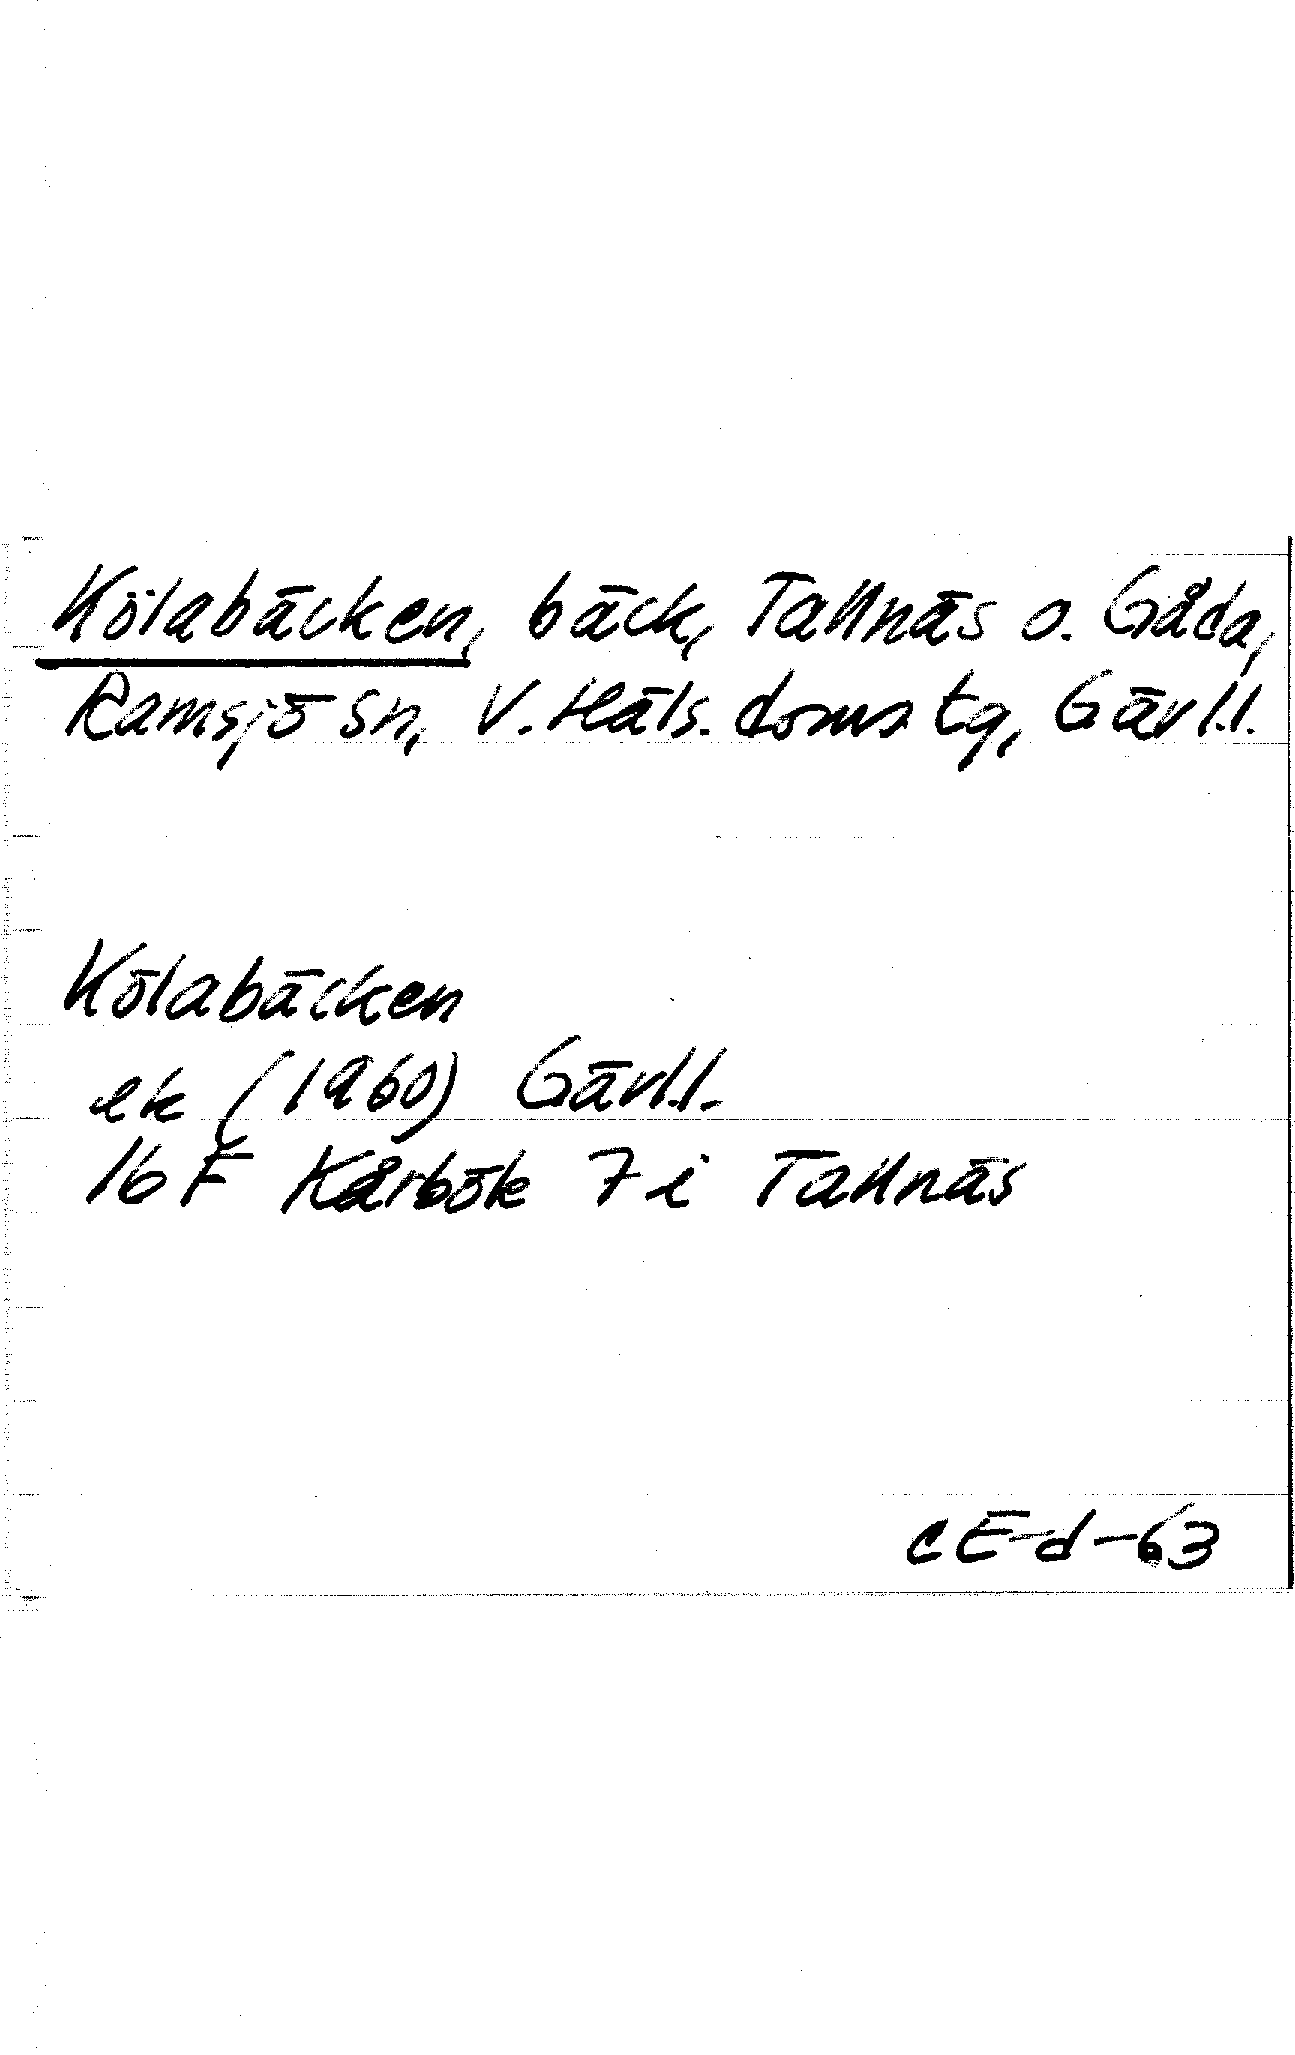 Kölabäcken, bäck, Tallnäs o. Gåda,
Ramsjö sn, V. Häls. doms. tg, Gävl.l.
Kölabäcken
ek (1960) Gävl.l.
16 F Kårböle 7 i Tallnäs
CE-d-63